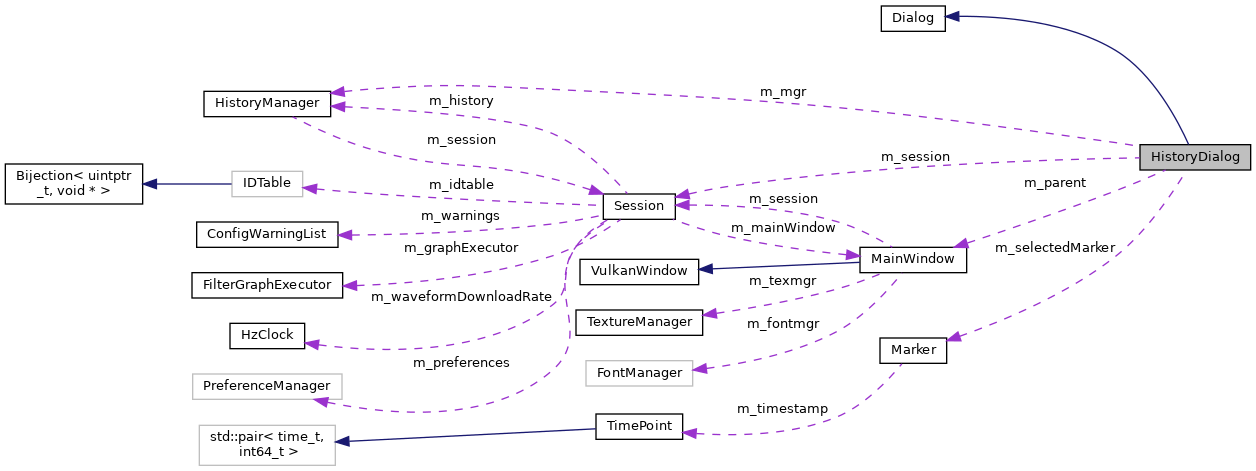 Dialog
m_mgr
HistoryManager
m_history
m_session
HistoryDialog
m_session
Bijection< uintptr
_t, void * >
IDTable
m_idtable
m_parent
m_session
Session
m_warnings
ConfigWarningList
m_mainWindow
m_graphExecutor
m_selectedMarker
MainWindow
VulkanWindow
FilterGraphExecutor
m_texmgr
m_waveformDownloadRate
TextureManager
m_fontmgr
HzClock
Marker
m_preferences
FontManager
PreferenceManager
m_timestamp
TimePoint
std::pair< time_t,
int64_t >